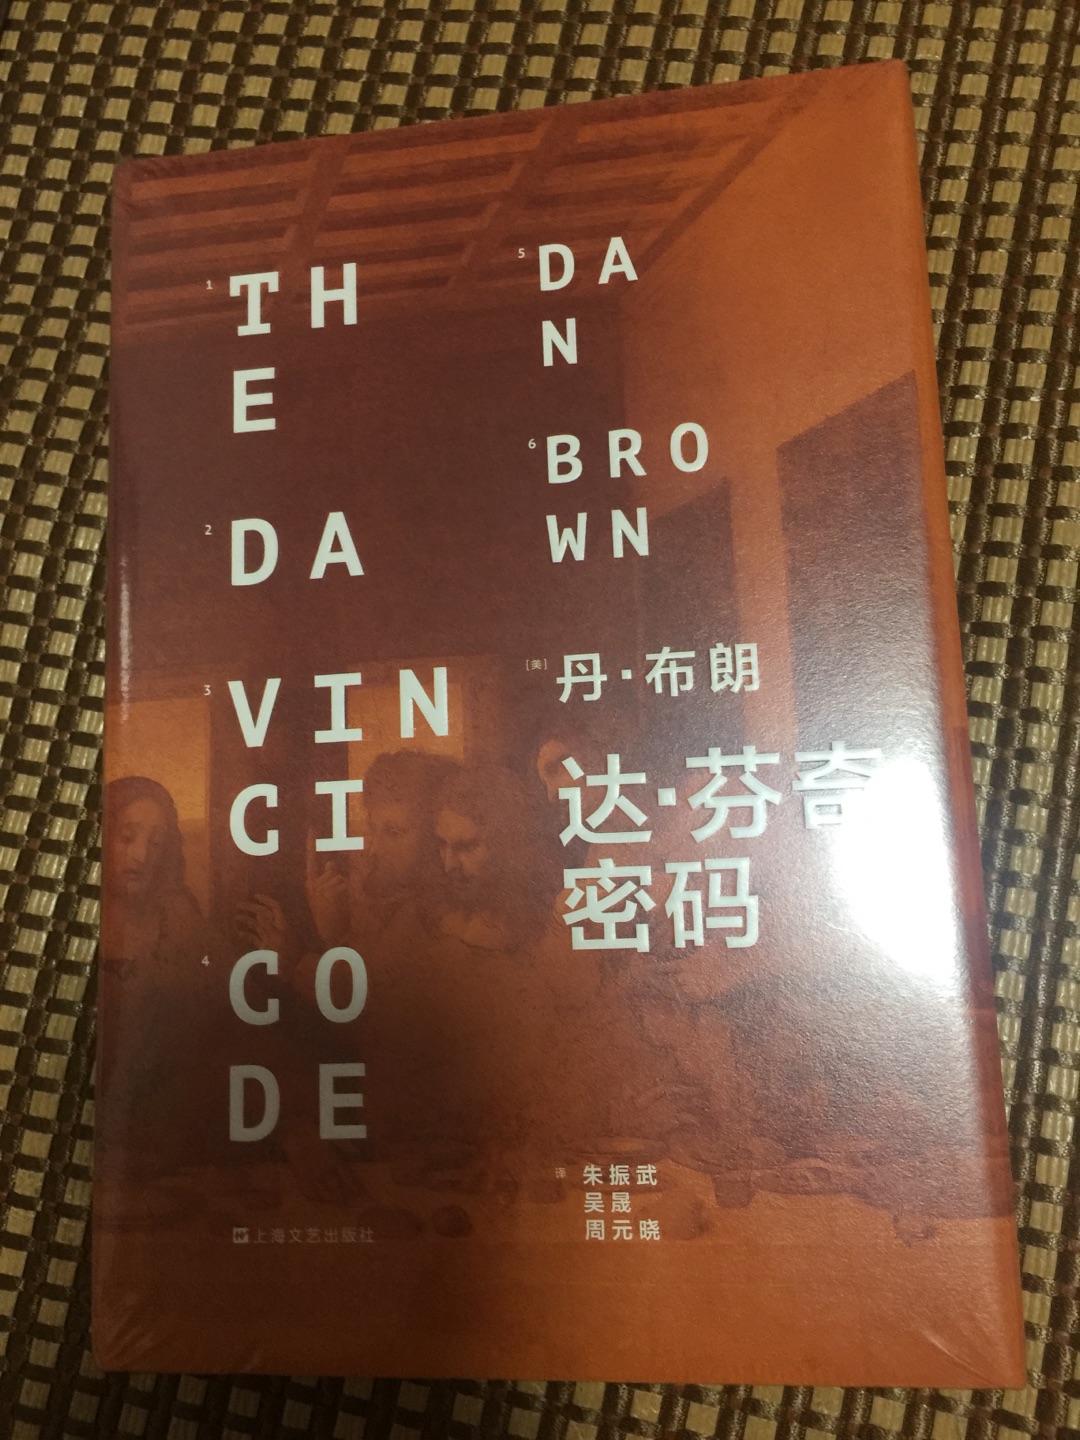 1 TH
E
2 DA
3 VIN
CI
4 CO
DE
5 DA
N
6 BRO
WN
[美] 丹·布朗
达·芬奇
密码
译 朱振武
吴晟
周元晓
上海文艺出版社